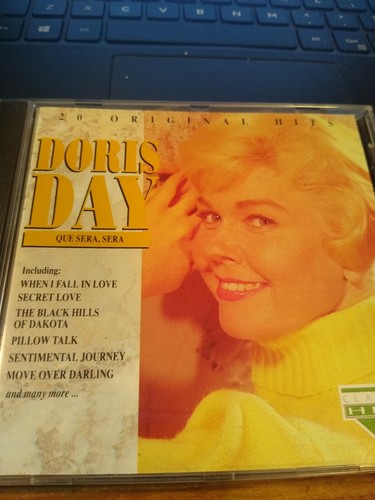 20 ORIGINAL HITS
DORIS
DAY
QUE SERA, SERA
Including:
WHEN I FALL IN LOVE
SECRET LOVE
THE BLACK HILLS
OF DAKOTA
PILLOW TALK
SENTIMENTAL JOURNEY
MOVE OVER DARLING
and many more ...